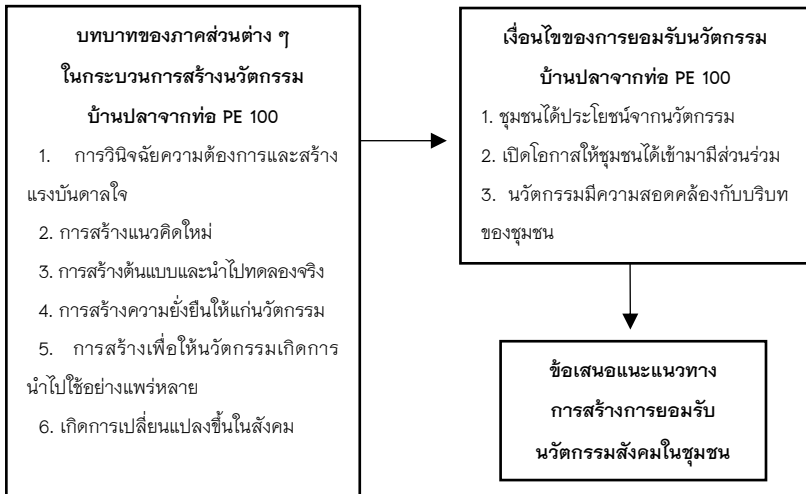 บทบาทของภาคส่วนต่าง ๆ
ในกระบวนการสร้างนวัตกรรม
บ้านปลาจากท่อ PE 100
1. การวินิจฉัยความต้องการและสร้าง
แรงบันดาลใจ
2. การสร้างแนวคิดใหม่
3. การสร้างต้นแบบและนำไปทดลองจริง
4. การสร้างความยั่งยืนให้แก่นวัตกรรม
5. การสร้างเพื่อให้นวัตกรรมเกิดการ
นำไปใช้อย่างแพร่หลาย
6. เกิดการเปลี่ยนแปลงขึ้นในสังคม
เงื่อนไขของการยอมรับนวัตกรรม
บ้านปลาจากท่อ PE 100
1. ชุมชนได้ประโยชน์จากนวัตกรรม
2. เปิดโอกาสให้ชุมชนได้เข้ามามีส่วนร่วม
3. นวัตกรรมมีความสอดคล้องกับบริบท
ของชุมชน
ข้อเสนอแนะแนวทาง
การสร้างการยอมรับ
นวัตกรรมสังคมในชุมชน